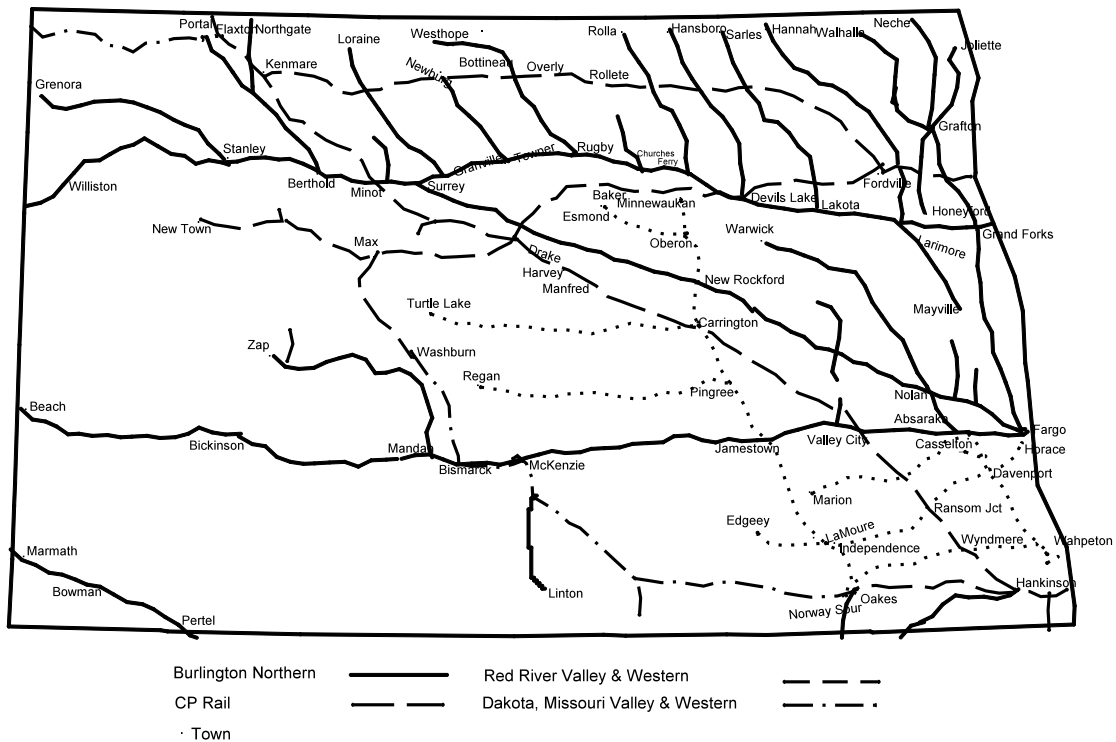 Portal
Flaxton
Northgate
Loraine
Westhope
Rolla
Hansboro
Sarles
Hannah
Walhalla
Neche
Joliette
Kenmare
Newburg
Bottineau
Overly
Rollete
Grenora
Grafton
Stanley
Granville
Towner
Rugby
Churches
Ferry
Williston
Berthold
Minot
Surrey
Baker
Minnewaukan
Devils Lake
Lakota
Fordville
Honeyford
New Town
Esmond
Warwick
Grand Forks
Max
Drake
Oberon
Larimore
Harvey
Manfred
New Rockford
Turtle Lake
Carrington
Mayville
Zap
Washburn
Regan
Pingree
Nolan
Beach
Absaraka
Fargo
Bickinson
Mandan
Bismarck
McKenzie
Jamestown
Valley City
Casselton
Horace
Davenport
Marion
Ransom Jct
Edgeey
LaMoure
Independence
Wyndmere
Wahpeton
Marmath
Bowman
Linton
Oakes
Hankinson
Norway Spur
Pertel
Burlington Northern
Red River Valley & Western
CP Rail
Dakota, Missouri Valley & Western
Town